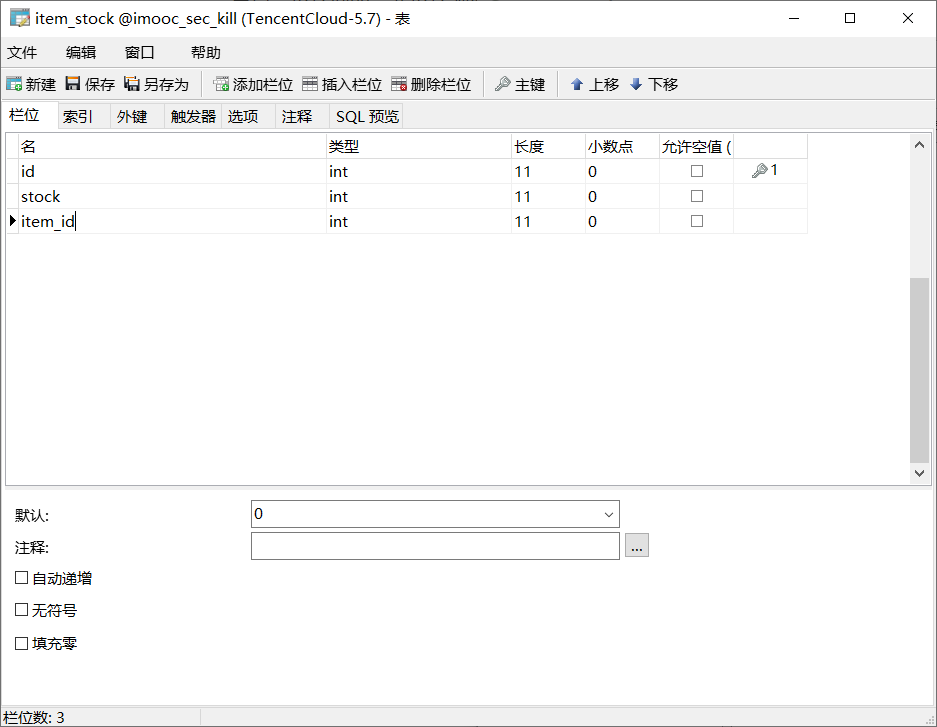 item_stock @imooc_sec_kill (TencentCloud-5.7) - 表
文件 编辑 窗口 帮助
新建 保存 另存为 添加栏位 插入栏位 删除栏位 主键 上移 下移
栏位 索引 外键 触发器 选项 注释 SQL 预览
名 类型 长度 小数点 允许空值 (
id int 11 0 1
stock int 11 0
item_id int 11 0
默认: 0
注释: ...
自动递增
无符号
填充零
栏位数: 3